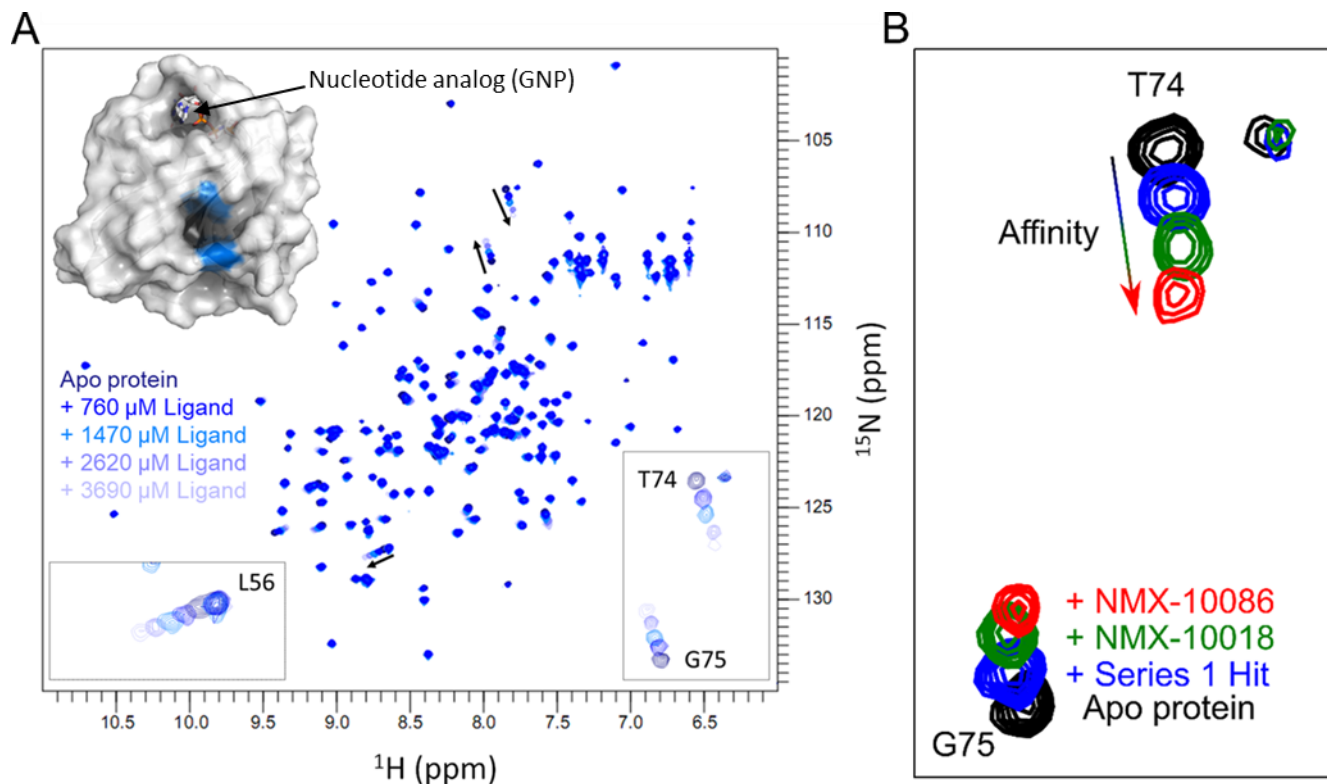 A
Nucleotide analog (GNP)
Apo protein
+ 760 µM Ligand
+ 1470 µM Ligand
+ 2620 µM Ligand
+ 3690 µM Ligand
L56
T74
G75
105
110
115
120
125
130
¹⁵N (ppm)
10.5 10.0 9.5 9.0 8.5 8.0 7.5 7.0 6.5
¹H (ppm)
B
T74
Affinity
+ NMX-10086
+ NMX-10018
+ Series 1 Hit
Apo protein
G75